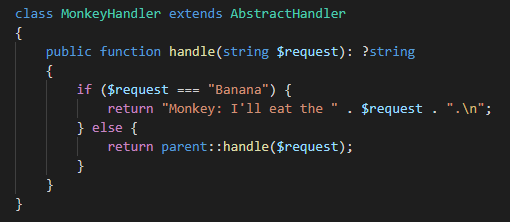 class MonkeyHandler extends AbstractHandler
{
    public function handle(string $request): ?string
    {
        if ($request === "Banana") {
            return "Monkey: I'll eat the " . $request . ".\n";
        } else {
            return parent::handle($request);
        }
    }
}